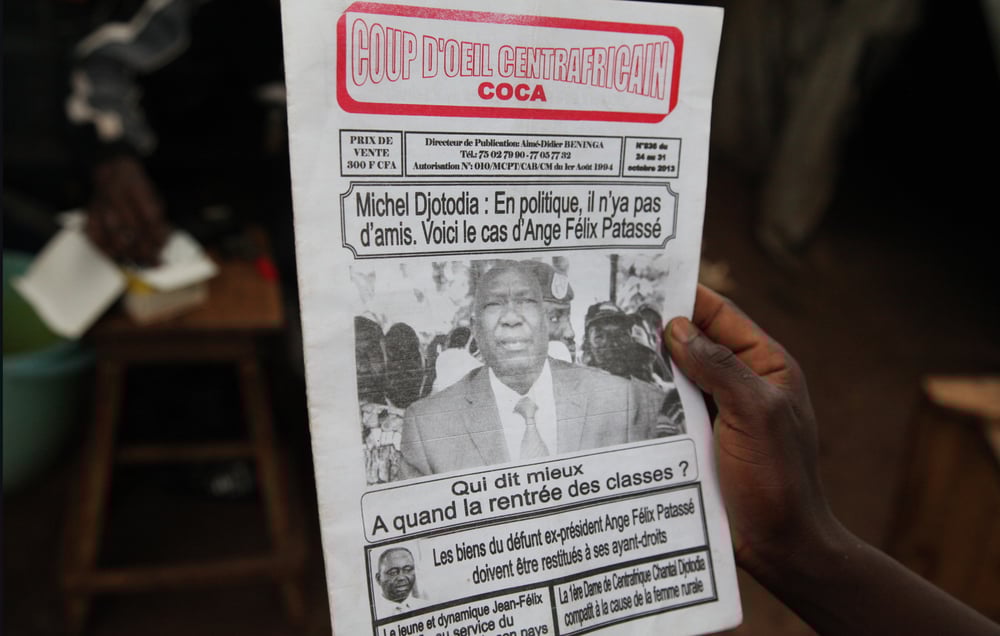 COUP D'OEIL CENTRAFRICAIN
COCA
PRIX DE
VENTE
300 F CFA
Directeur de Publication: Aimé-Didier BENINGA
Tél.: 75 02 79 90 - 77 05 77 32
Autorisation N°: 010/MCPT/CAB/CM du 1er Août 1994
N°836 du
24 au 31
octobre 2013
Michel Djotodia : En politique, il n'ya pas
d'amis. Voici le cas d'Ange Félix Patassé
Qui dit mieux
A quand la rentrée des classes ?
Les biens du défunt ex-président Ange Félix Patassé
doivent être restitués à ses ayant-droits
Le jeune et dynamique Jean-Félix
au service du
son pays
La 1ère Dame de Centrafrique Chantal Djotodia
compatit à la cause de la femme rurale